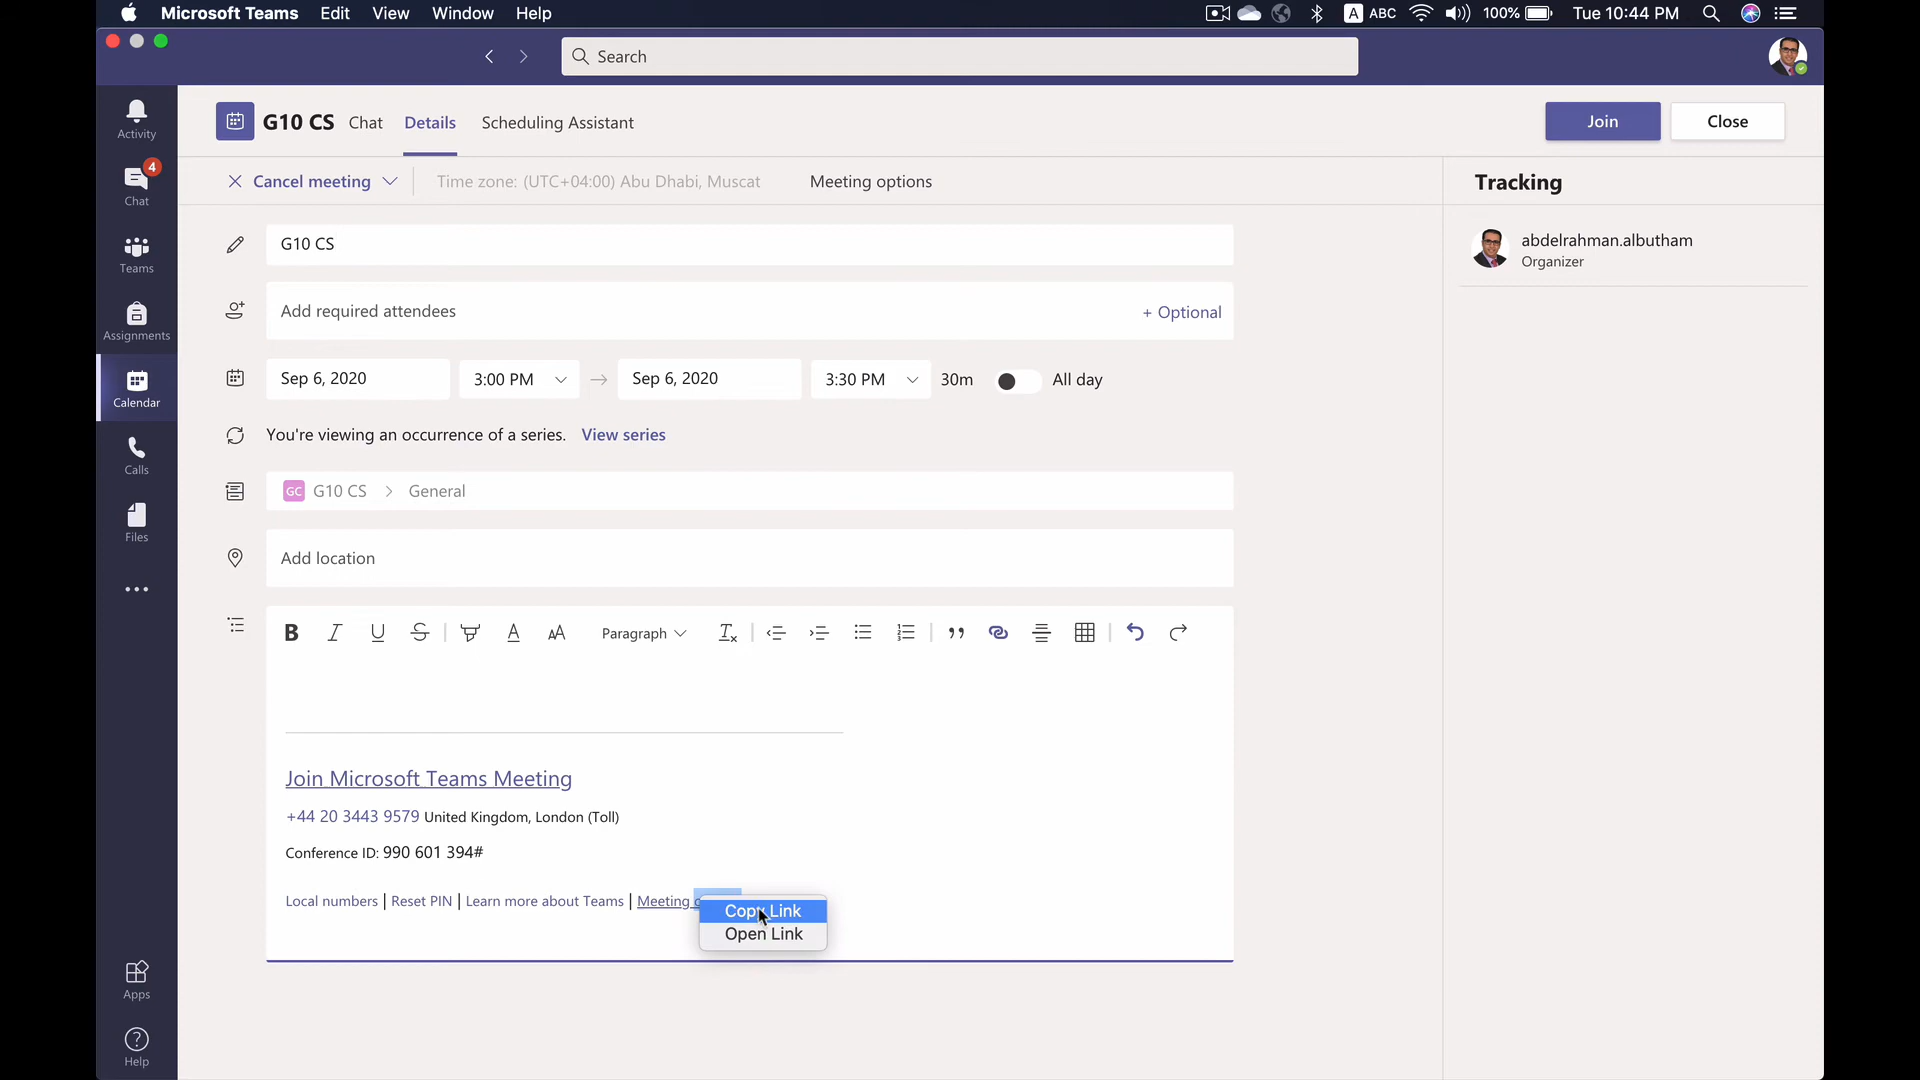 Microsoft Teams Edit View Window Help A ABC 100% Tue 10:44 PM
Search
Activity
4
Chat
Teams
Assignments
Calendar
Calls
Files
Apps
Help
G10 CS Chat Details Scheduling Assistant Join Close
Cancel meeting Time zone: (UTC+04:00) Abu Dhabi, Muscat Meeting options
Tracking
abdelrahman.albutham
Organizer
G10 CS
Add required attendees + Optional
Sep 6, 2020 3:00 PM → Sep 6, 2020 3:30 PM 30m All day
You're viewing an occurrence of a series. View series
GC G10 CS > General
Add location
B I U S A AA Paragraph
Join Microsoft Teams Meeting
+44 20 3443 9579 United Kingdom, London (Toll)
Conference ID: 990 601 394#
Local numbers | Reset PIN | Learn more about Teams | Meeting
Copy Link
Open Link